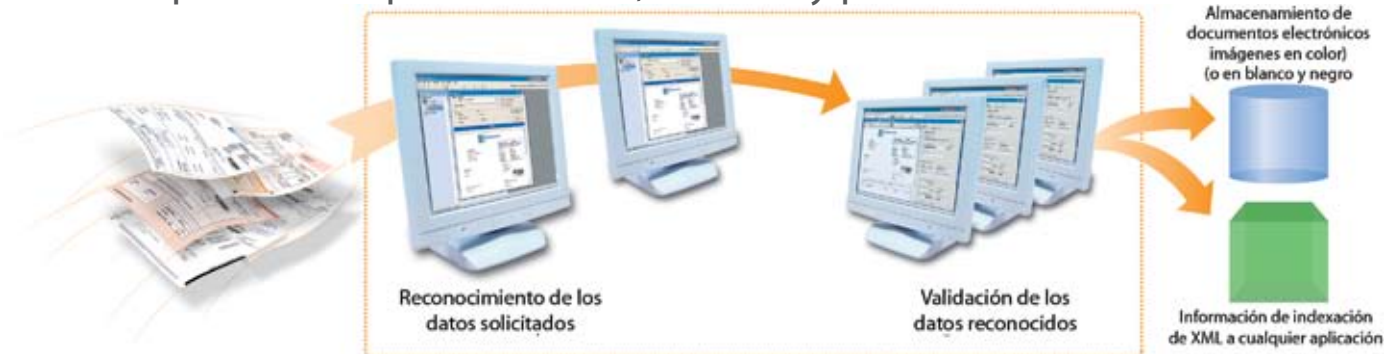 Reconocimiento de los
datos solicitados
Validación de los
datos reconocidos
Almacenamiento de
documentos electrónicos
imágenes en color)
(o en blanco y negro
Información de indexación
de XML a cualquier aplicación